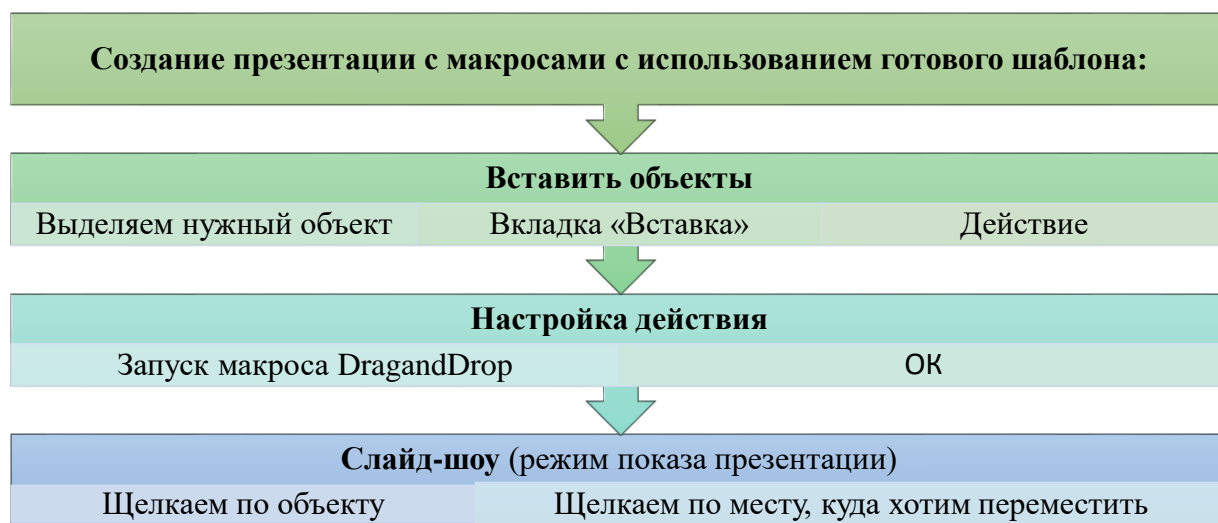 Создание презентации с макросами с использованием готового шаблона:
Вставить объекты
Выделяем нужный объект Вкладка «Вставка» Действие
Настройка действия
Запуск макроса DragandDrop ОК
Слайд-шоу (режим показа презентации)
Щелкаем по объекту Щелкаем по месту, куда хотим переместить